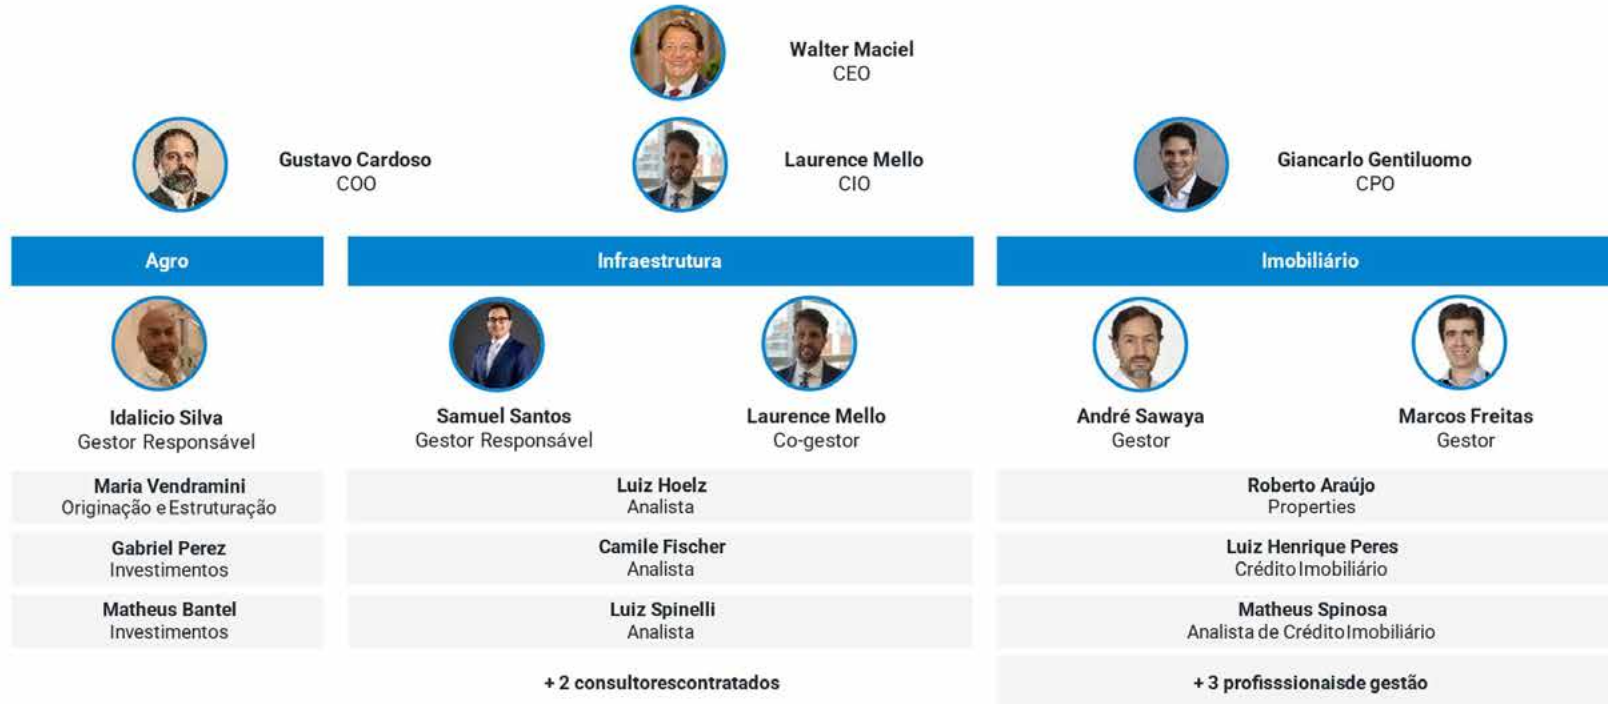 Walter Maciel
CEO
Gustavo Cardoso
COO
Laurence Mello
CIO
Giancarlo Gentiluomo
CPO
Agro
Idalicio Silva
Gestor Responsável
Maria Vendramini
Originação e Estruturação
Gabriel Perez
Investimentos
Matheus Bantel
Investimentos
Infraestrutura
Samuel Santos
Gestor Responsável
Laurence Mello
Co-gestor
Luiz Hoelz
Analista
Camile Fischer
Analista
Luiz Spinelli
Analista
+ 2 consultorescontratados
Imobiliário
André Sawaya
Gestor
Marcos Freitas
Gestor
Roberto Araújo
Properties
Luiz Henrique Peres
Crédito Imobiliário
Matheus Spinosa
Analista de Crédito Imobiliário
+ 3 profisssionaisde gestão